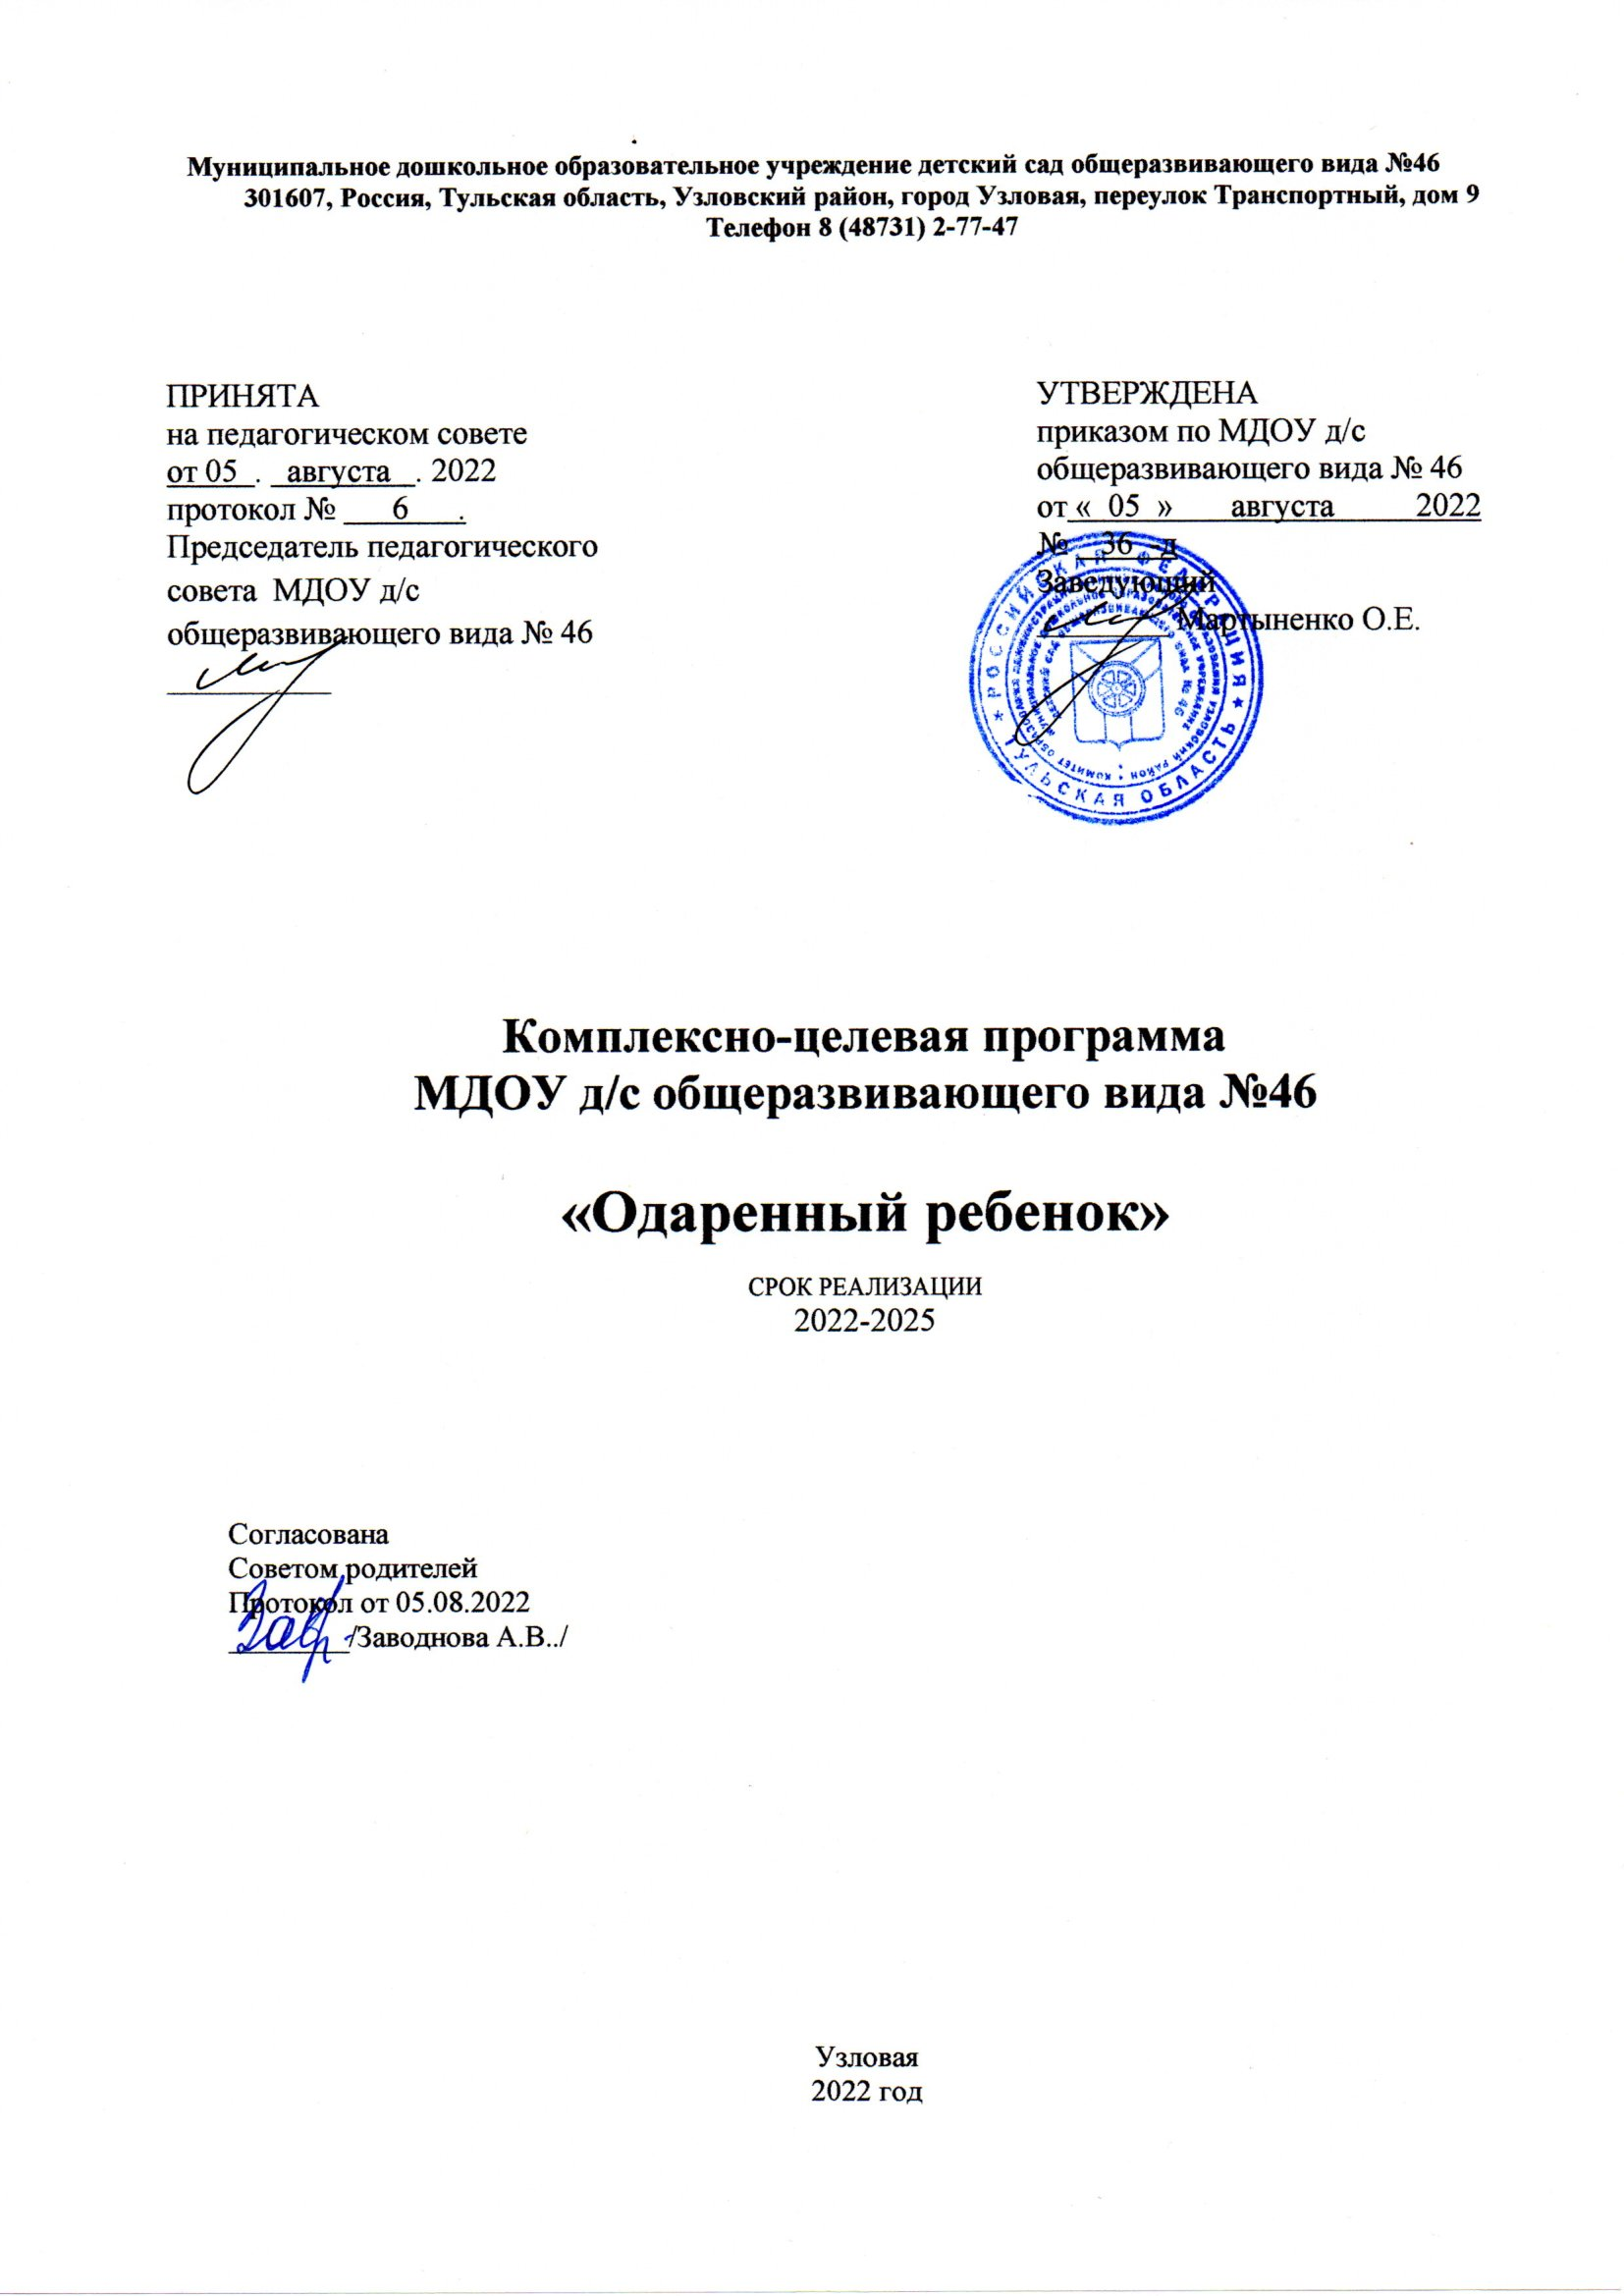 Муниципальное дошкольное образовательное учреждение детский сад общеразвивающего вида №46
301607, Россия, Тульская область, Узловский район, город Узловая, переулок Транспортный, дом 9
Телефон 8 (48731) 2-77-47
ПРИНЯТА
на педагогическом совете
от 05 . августа . 2022
протокол № 6 .
Председатель педагогического
совета МДОУ д/с
общеразвивающего вида № 46
УТВЕРЖДЕНА
приказом по МДОУ д/с
общеразвивающего вида № 46
от « 05 » августа 2022
№ 36 -д
Заведующий
Мартыненко О.Е.
РОССИЙСКАЯ ФЕДЕРАЦИЯ
ТУЛЬСКАЯ ОБЛАСТЬ
Комплексно-целевая программа
МДОУ д/с общеразвивающего вида №46
«Одаренный ребенок»
СРОК РЕАЛИЗАЦИИ
2022-2025
Согласована
Советом родителей
Протокол от 05.08.2022
/Заводнова А.В../
Узловая
2022 год